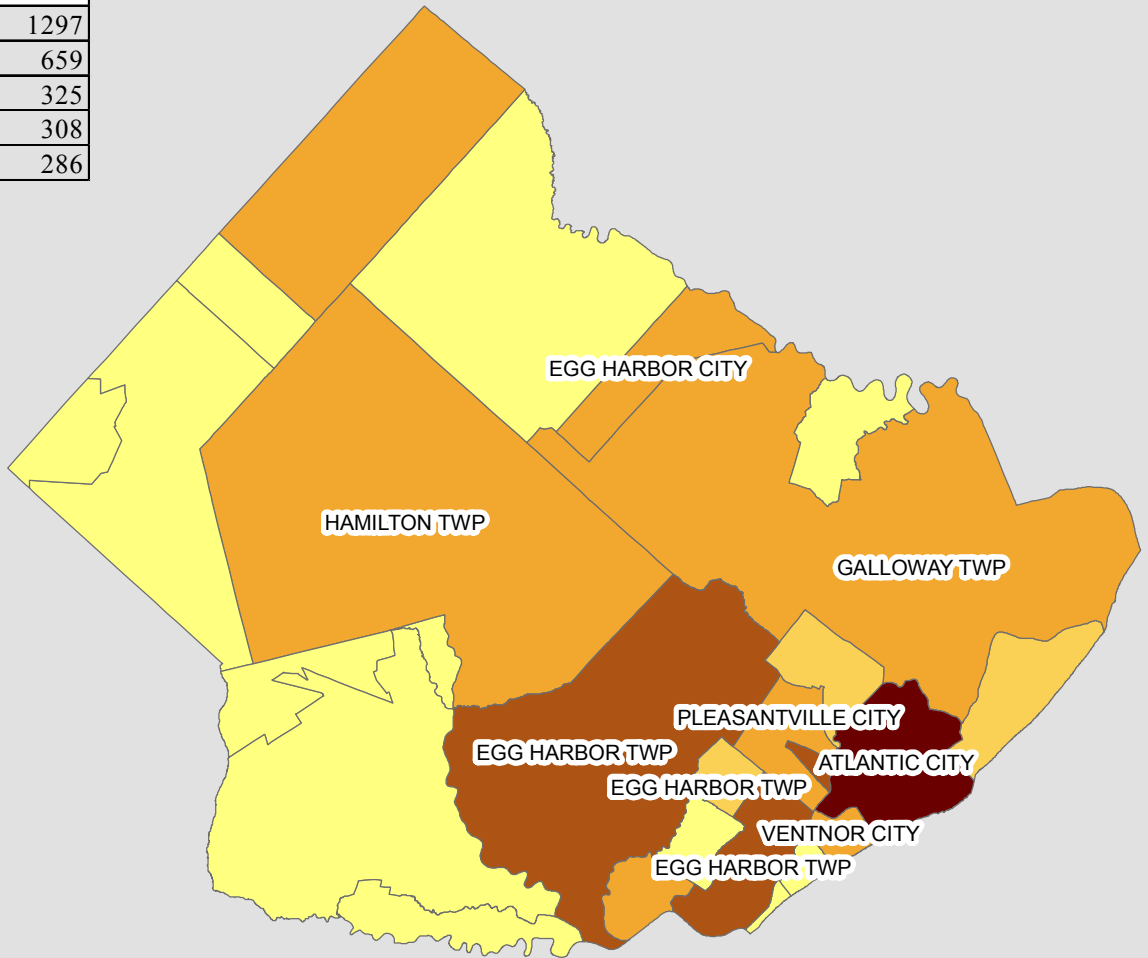 1297
659
325
308
286
EGG HARBOR CITY
HAMILTON TWP
GALLOWAY TWP
PLEASANTVILLE CITY
EGG HARBOR TWP
ATLANTIC CITY
EGG HARBOR TWP
VENTNOR CITY
EGG HARBOR TWP